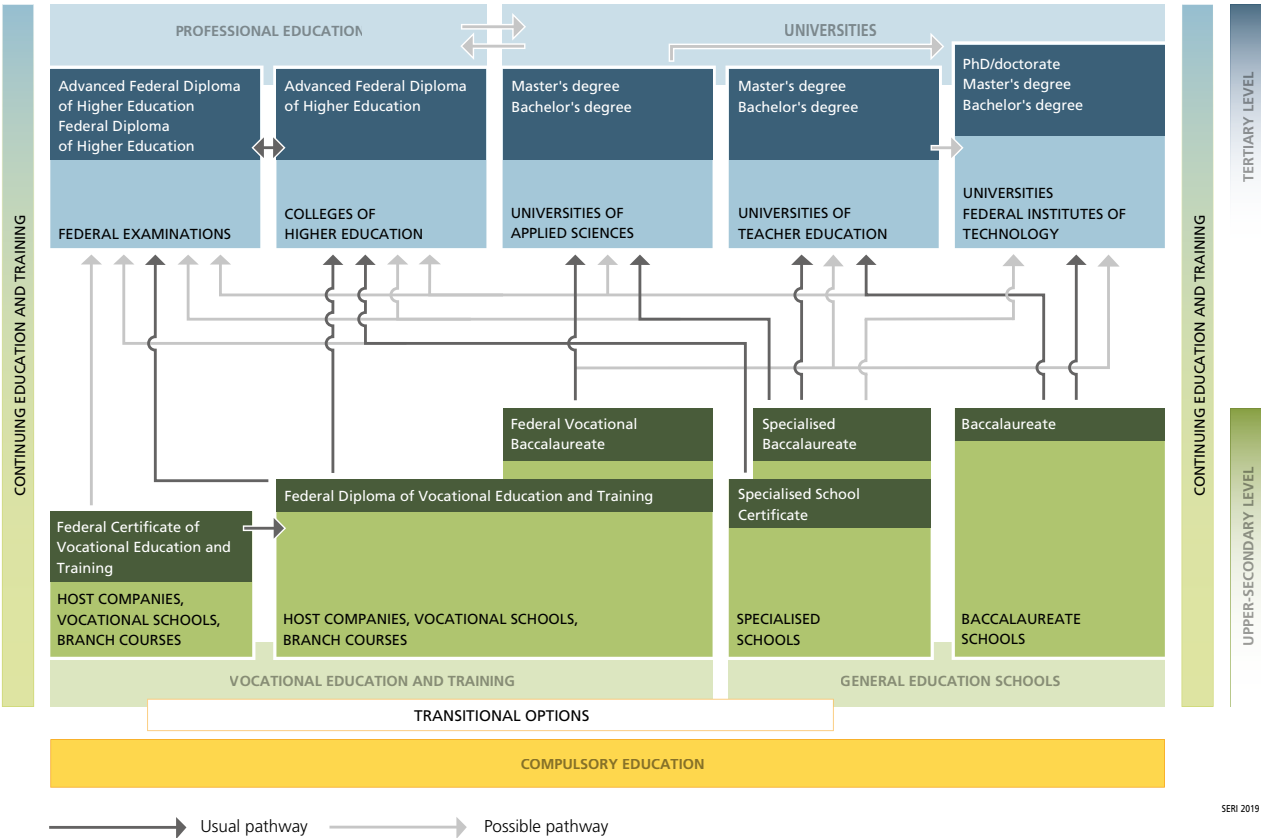 PROFESSIONAL EDUCATION
UNIVERSITIES
Advanced Federal Diploma
of Higher Education
Federal Diploma
of Higher Education
FEDERAL EXAMINATIONS
Advanced Federal Diploma
of Higher Education
COLLEGES OF
HIGHER EDUCATION
Master's degree
Bachelor's degree
UNIVERSITIES OF
APPLIED SCIENCES
Master's degree
Bachelor's degree
UNIVERSITIES OF
TEACHER EDUCATION
PhD/doctorate
Master's degree
Bachelor's degree
UNIVERSITIES
FEDERAL INSTITUTES OF
TECHNOLOGY
CONTINUING EDUCATION AND TRAINING
CONTINUING EDUCATION AND TRAINING
TERTIARY LEVEL
UPPER-SECONDARY LEVEL
Federal Vocational
Baccalaureate
Specialised
Baccalaureate
Baccalaureate
Federal Diploma of Vocational Education and Training
Specialised School
Certificate
Federal Certificate of
Vocational Education and
Training
HOST COMPANIES,
VOCATIONAL SCHOOLS,
BRANCH COURSES
HOST COMPANIES, VOCATIONAL SCHOOLS,
BRANCH COURSES
SPECIALISED
SCHOOLS
BACCALAUREATE
SCHOOLS
VOCATIONAL EDUCATION AND TRAINING
GENERAL EDUCATION SCHOOLS
TRANSITIONAL OPTIONS
COMPULSORY EDUCATION
SERI 2019
Usual pathway
Possible pathway